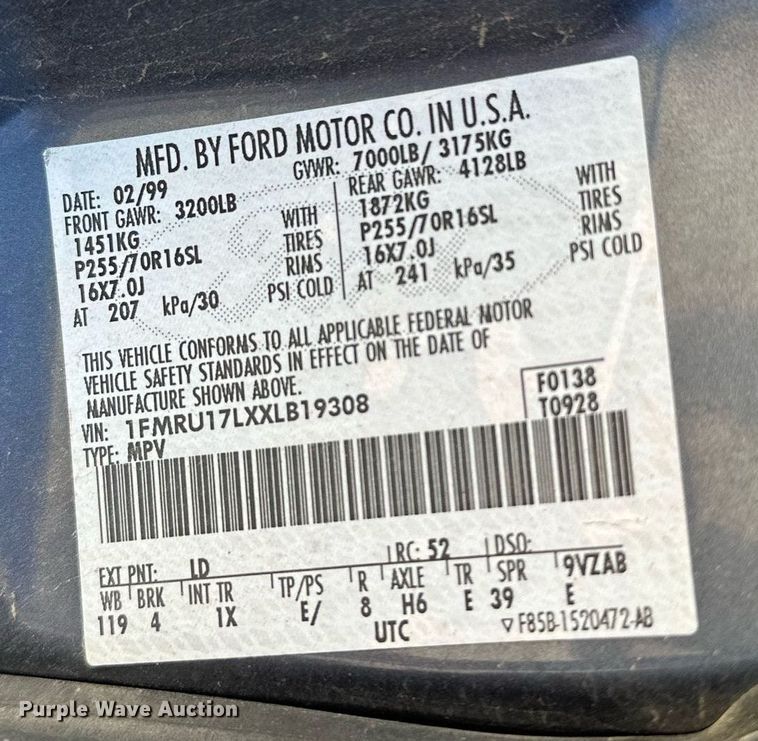 MFD. BY FORD MOTOR CO. IN U.S.A.
DATE: 02/99 GVWR: 7000LB/ 3175KG
FRONT GAWR: 3200LB REAR GAWR: 4128LB
1451KG WITH 1872KG WITH
P255/70R16SL TIRES P255/70R16SL TIRES
16X7.0J RIMS 16X7.0J RIMS
AT 207 kPa/30 PSI COLD AT 241 kPa/35 PSI COLD
THIS VEHICLE CONFORMS TO ALL APPLICABLE FEDERAL MOTOR
VEHICLE SAFETY STANDARDS IN EFFECT ON THE DATE OF
MANUFACTURE SHOWN ABOVE.
F0138
VIN: 1FMRU17LXXLB19308
T0928
TYPE: MPV
EXT PNT: LD RC: 52 DSO:
WB BRK INT TR TP/PS R AXLE TR SPR 9VZAB
119 4 1X E/ 8 H6 E 39 E
UTC ▽ F85B-1520472-AB
Purple Wave Auction